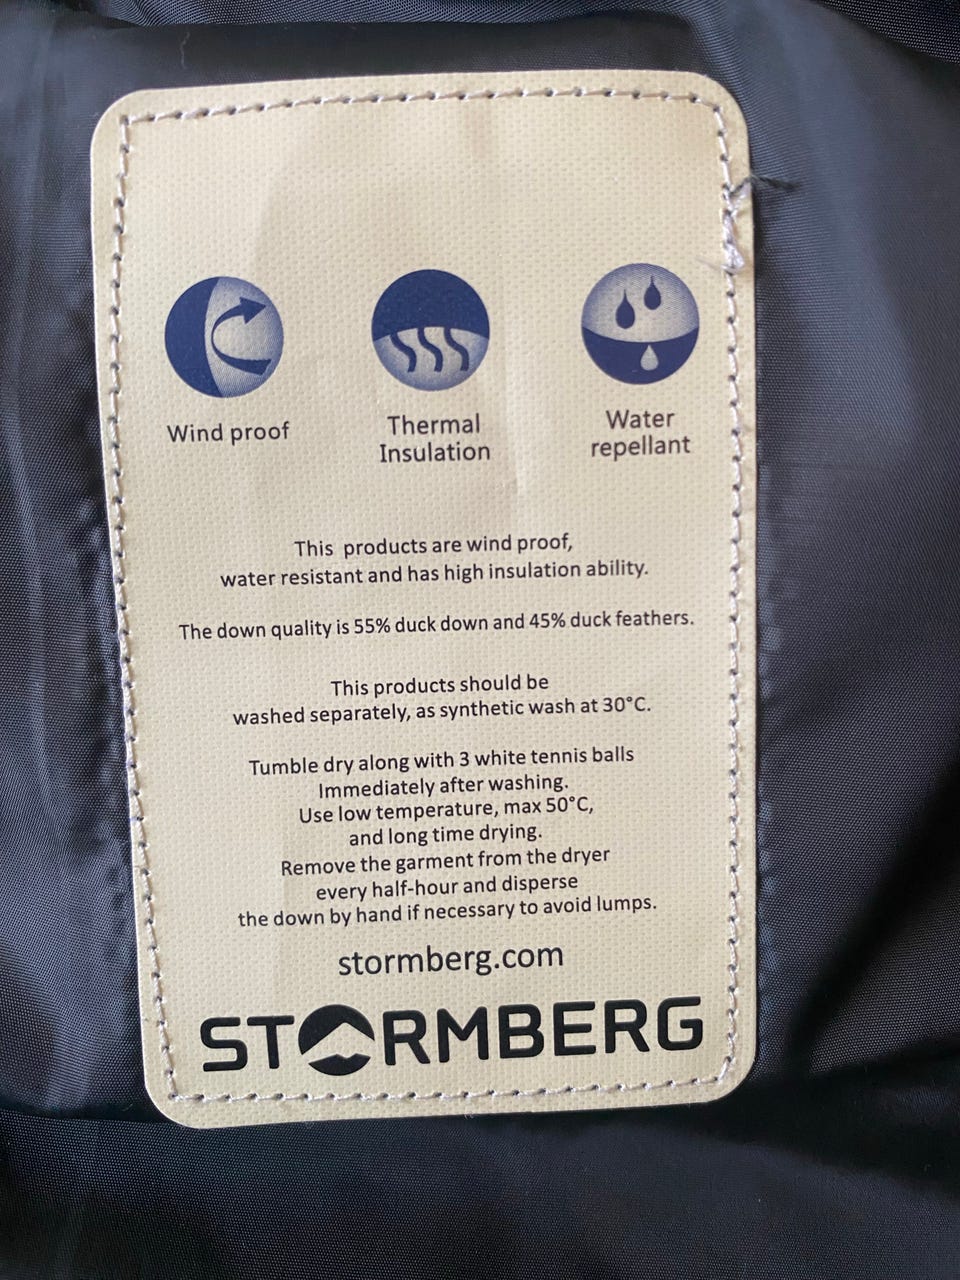 Wind proof
Thermal
Insulation
Water
repellant
This products are wind proof,
water resistant and has high insulation ability.
The down quality is 55% duck down and 45% duck feathers.
This products should be
washed separately, as synthetic wash at 30°C.
Tumble dry along with 3 white tennis balls
Immediately after washing.
Use low temperature, max 50°C,
and long time drying.
Remove the garment from the dryer
every half-hour and disperse
the down by hand if necessary to avoid lumps.
stormberg.com
STORMBERG